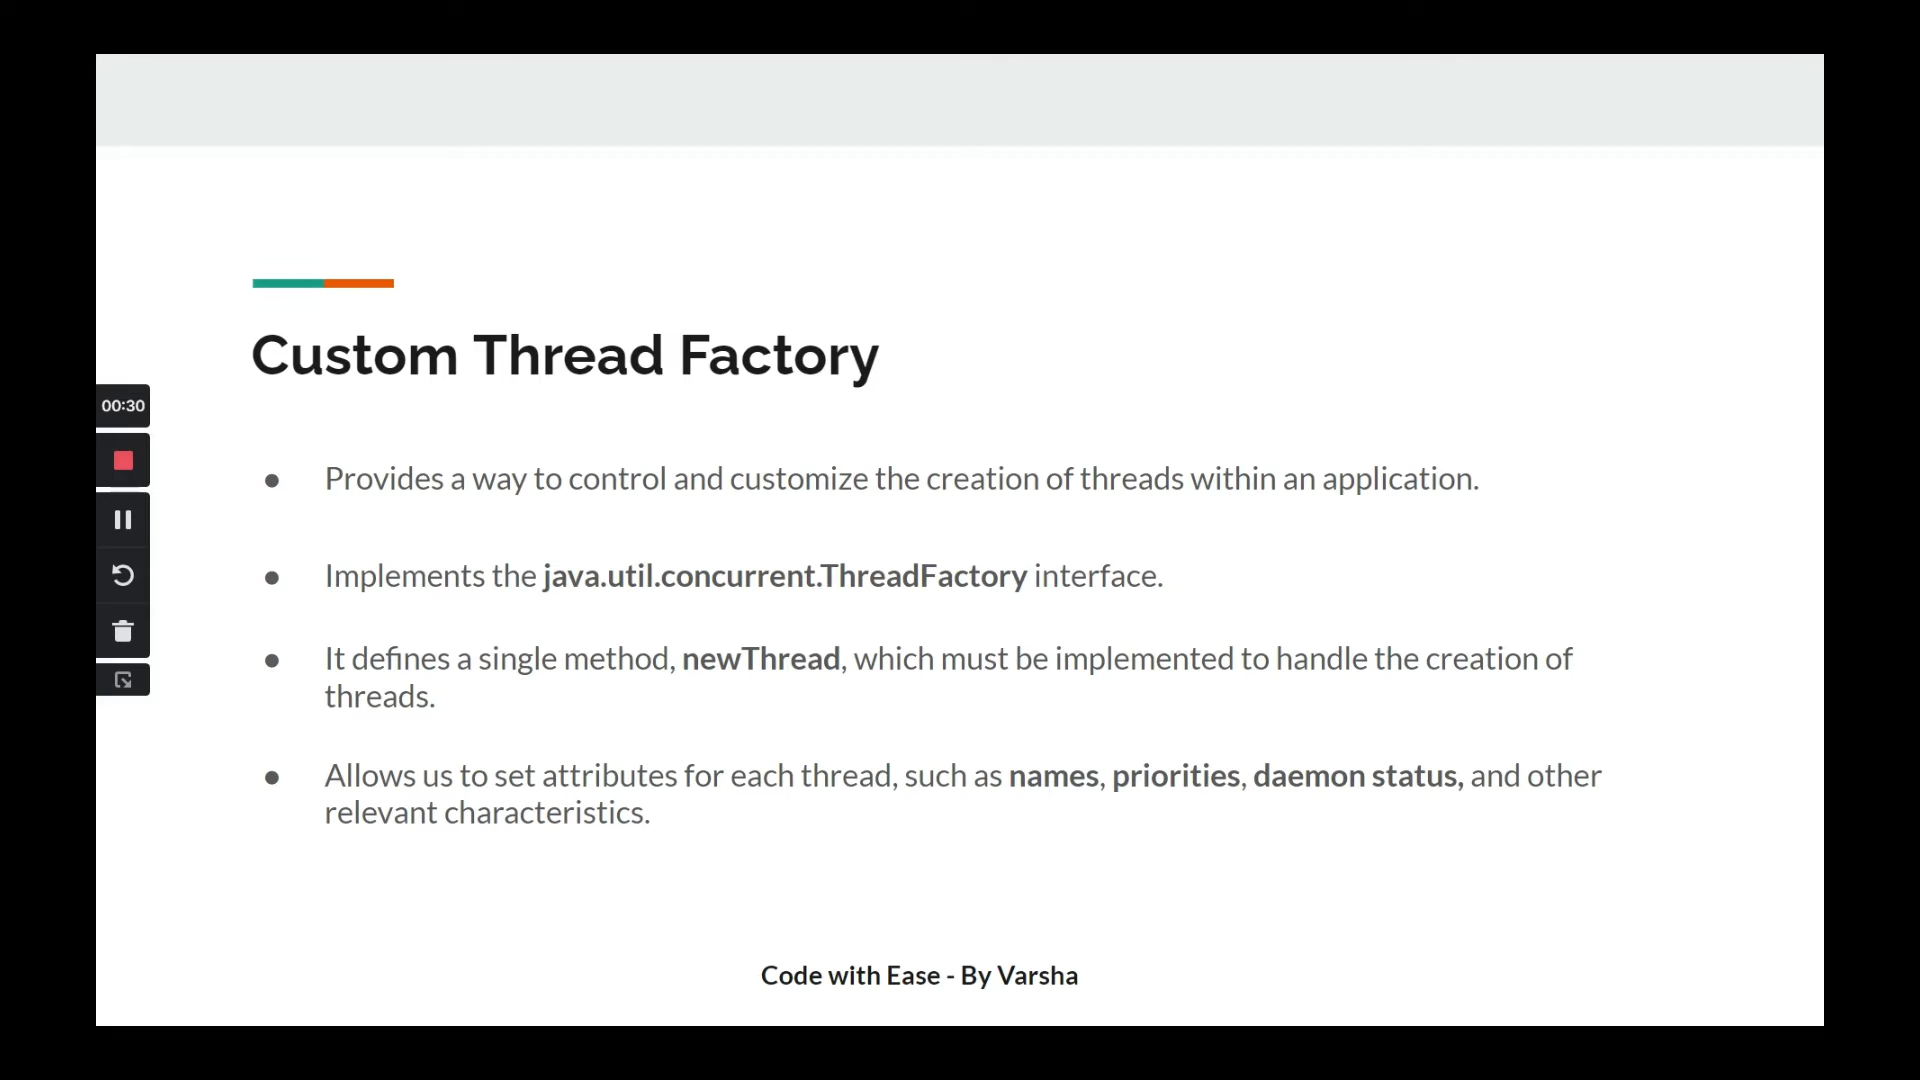 Custom Thread Factory
00:30
● Provides a way to control and customize the creation of threads within an application.
● Implements the java.util.concurrent.ThreadFactory interface.
● It defines a single method, newThread, which must be implemented to handle the creation of
threads.
● Allows us to set attributes for each thread, such as names, priorities, daemon status, and other
relevant characteristics.
Code with Ease - By Varsha